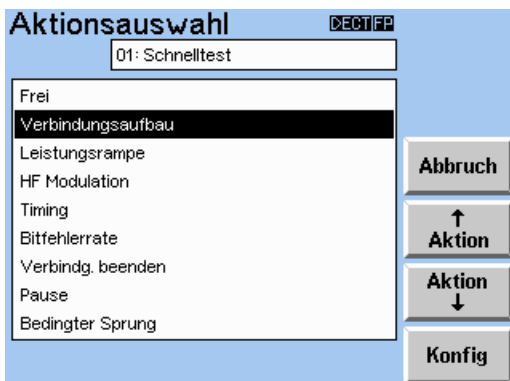 Aktionsauswahl DECT FP
01: Schnelltest
Frei
Verbindungsaufbau
Leistungsrampe
HF Modulation
Timing
Bitfehlerrate
Verbindg. beenden
Pause
Bedingter Sprung
Abbruch
↑
Aktion
Aktion
↓
Konfig